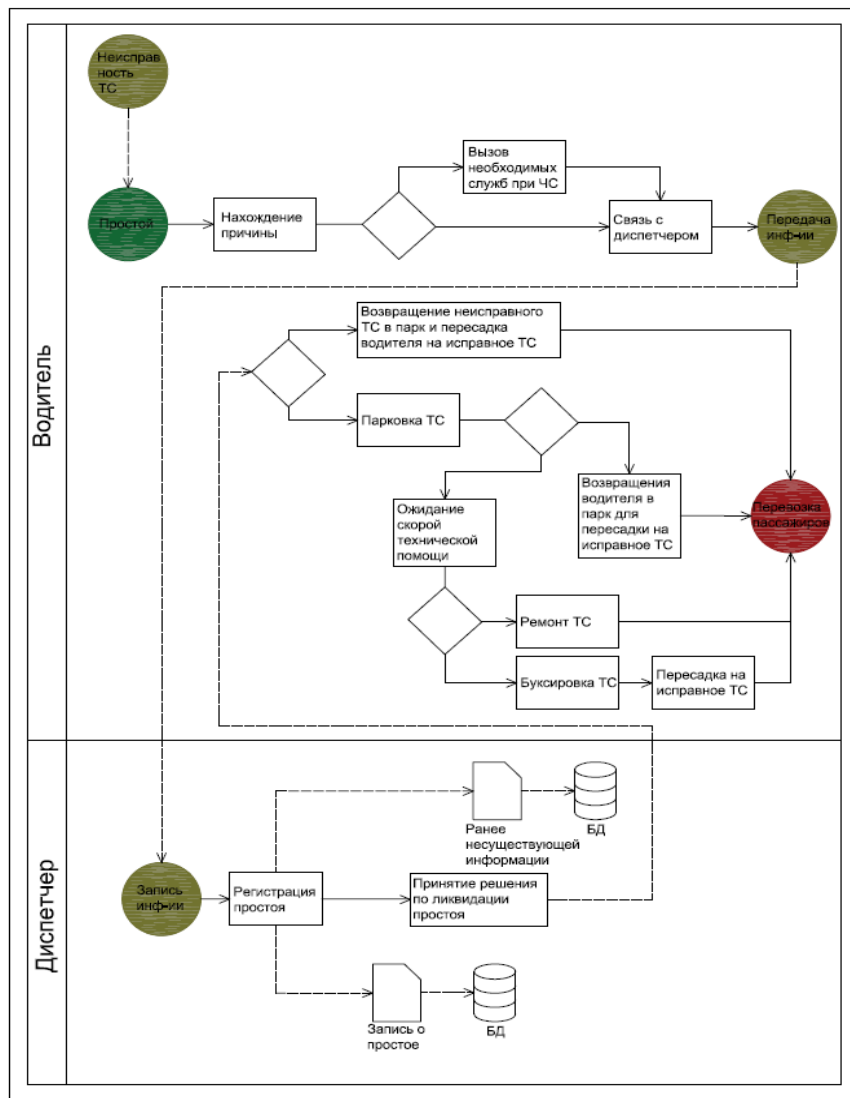 Неисправ
ность
ТС
Вызов
необходимых
служб при ЧС
Простой
Нахождение
причины
Связь с
диспетчером
Передача
инф-ии
Водитель
Возвращение неисправного
ТС в парк и пересадка
водителя на исправное ТС
Парковка ТС
Ожидание
скорой
технической
помощи
Возвращения
водителя в
парк для
пересадки на
исправное ТС
Перевозка
пассажиров
Ремонт ТС
Буксировка ТС
Пересадка на
исправное ТС
Диспетчер
Ранее
несуществующей
информации
БД
Запись
инф-ии
Регистрация
простоя
Принятие решения
по ликвидации
простоя
Запись о
простое
БД